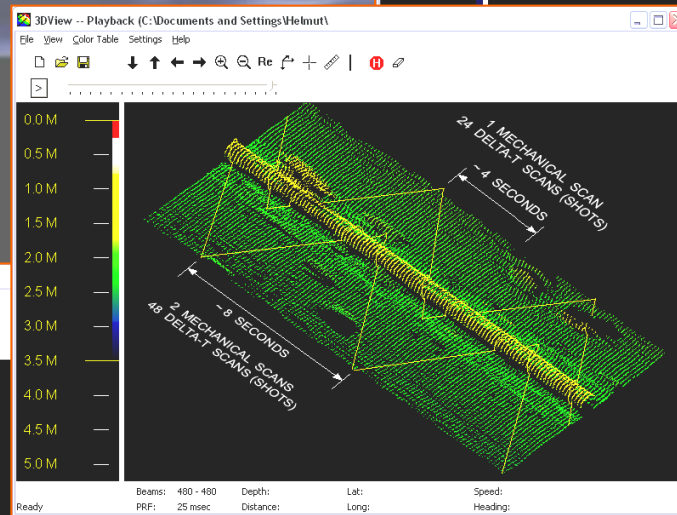 3DView -- Playback (C:\Documents and Settings\Helmut\
File View Color Table Settings Help
Re H
>
0.0 M
0.5 M
1.0 M
1.5 M
2.0 M
2.5 M
3.0 M
3.5 M
4.0 M
4.5 M
5.0 M
1 MECHANICAL SCAN
24 DELTA-T SCANS (SHOTS)
~4 SECONDS
~8 SECONDS
2 MECHANICAL SCANS
48 DELTA-T SCANS (SHOTS)
Beams: 480 - 480 Depth: Lat: Speed:
Ready PRF: 25 msec Distance: Long: Heading: